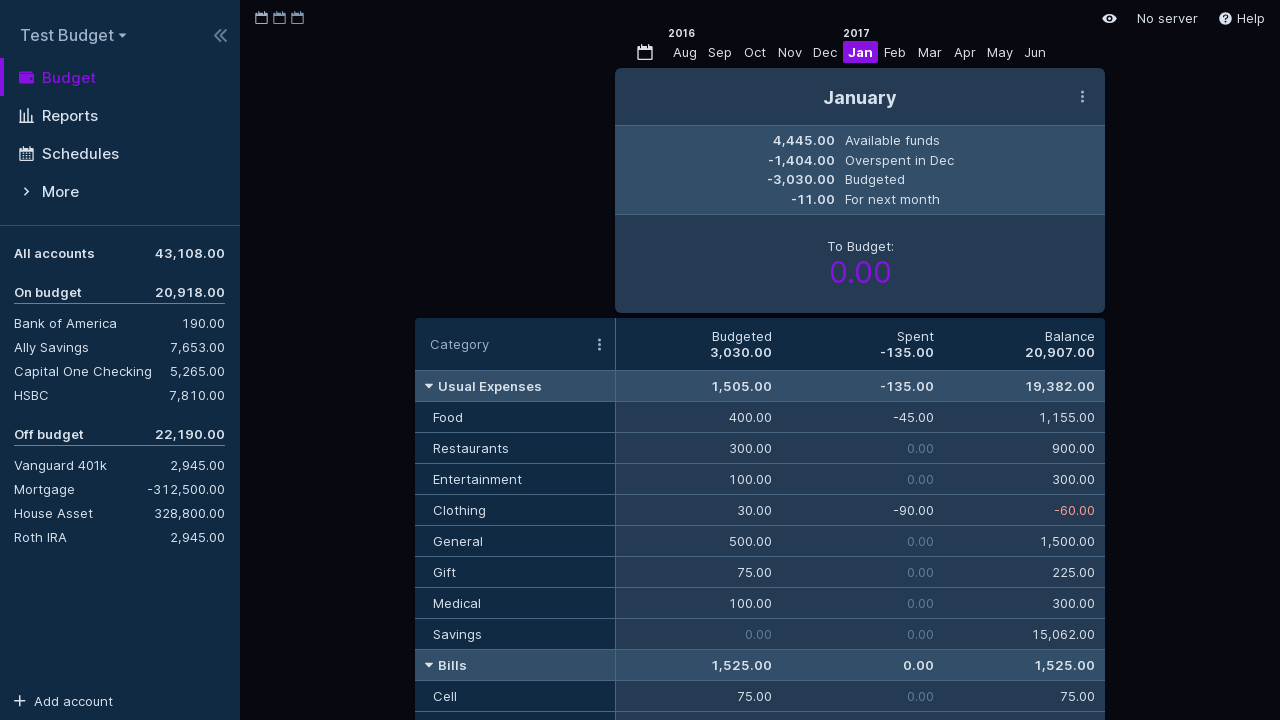 Test Budget
Budget
Reports
Schedules
More
All accounts 43,108.00
On budget 20,918.00
Bank of America 190.00
Ally Savings 7,653.00
Capital One Checking 5,265.00
HSBC 7,810.00
Off budget 22,190.00
Vanguard 401k 2,945.00
Mortgage -312,500.00
House Asset 328,800.00
Roth IRA 2,945.00
Add account
No server Help
2016 2017
Aug Sep Oct Nov Dec Jan Feb Mar Apr May Jun
January
4,445.00 Available funds
-1,404.00 Overspent in Dec
-3,030.00 Budgeted
-11.00 For next month
To Budget:
0.00
Category Budgeted Spent Balance
3,030.00 -135.00 20,907.00
Usual Expenses 1,505.00 -135.00 19,382.00
Food 400.00 -45.00 1,155.00
Restaurants 300.00 0.00 900.00
Entertainment 100.00 0.00 300.00
Clothing 30.00 -90.00 -60.00
General 500.00 0.00 1,500.00
Gift 75.00 0.00 225.00
Medical 100.00 0.00 300.00
Savings 0.00 0.00 15,062.00
Bills 1,525.00 0.00 1,525.00
Cell 75.00 0.00 75.00